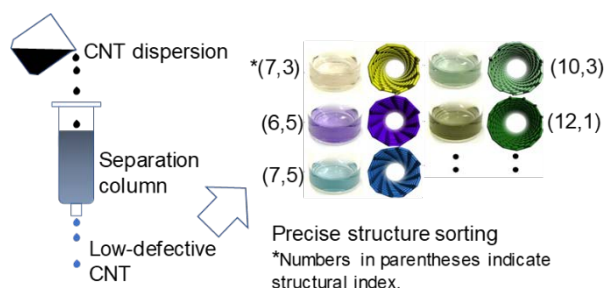 CNT dispersion
Separation
column
Low-defective
CNT
*(7,3)
(10,3)
(6,5)
(12,1)
(7,5)
Precise structure sorting
*Numbers in parentheses indicate
structural index.